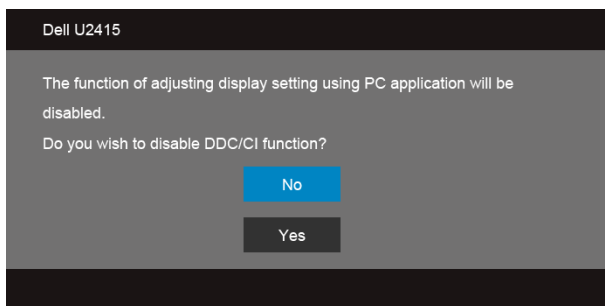 Dell U2415
The function of adjusting display setting using PC application will be
disabled.
Do you wish to disable DDC/CI function?
No
Yes